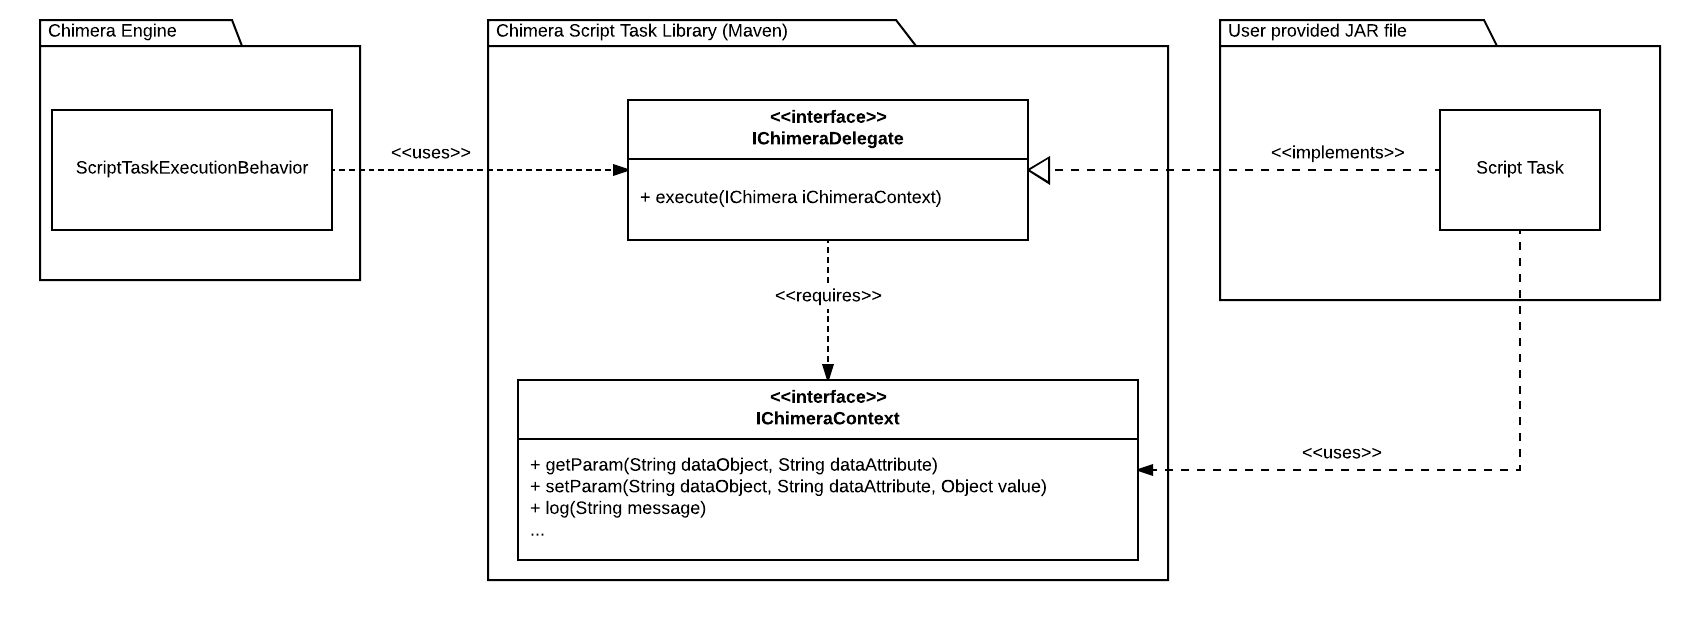 Chimera Engine
ScriptTaskExecutionBehavior
<<uses>>
Chimera Script Task Library (Maven)
<<interface>>
IChimeraDelegate
+ execute(IChimera iChimeraContext)
<<requires>>
<<interface>>
IChimeraContext
+ getParam(String dataObject, String dataAttribute)
+ setParam(String dataObject, String dataAttribute, Object value)
+ log(String message)
...
User provided JAR file
<<implements>>
Script Task
<<uses>>